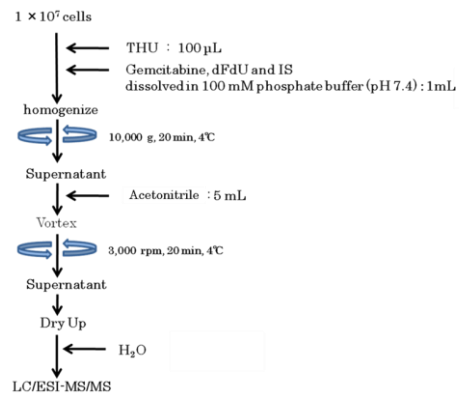 1 ×10⁷ cells
THU : 100 µL
Gemcitabine, dFdU and IS
dissolved in 100 mM phosphate buffer (pH 7.4) : 1mL
homogenize
10,000 g, 20 min, 4℃
Supernatant
Acetonitrile : 5 mL
Vortex
3,000 rpm, 20 min, 4℃
Supernatant
Dry Up
H₂O
LC/ESI-MS/MS